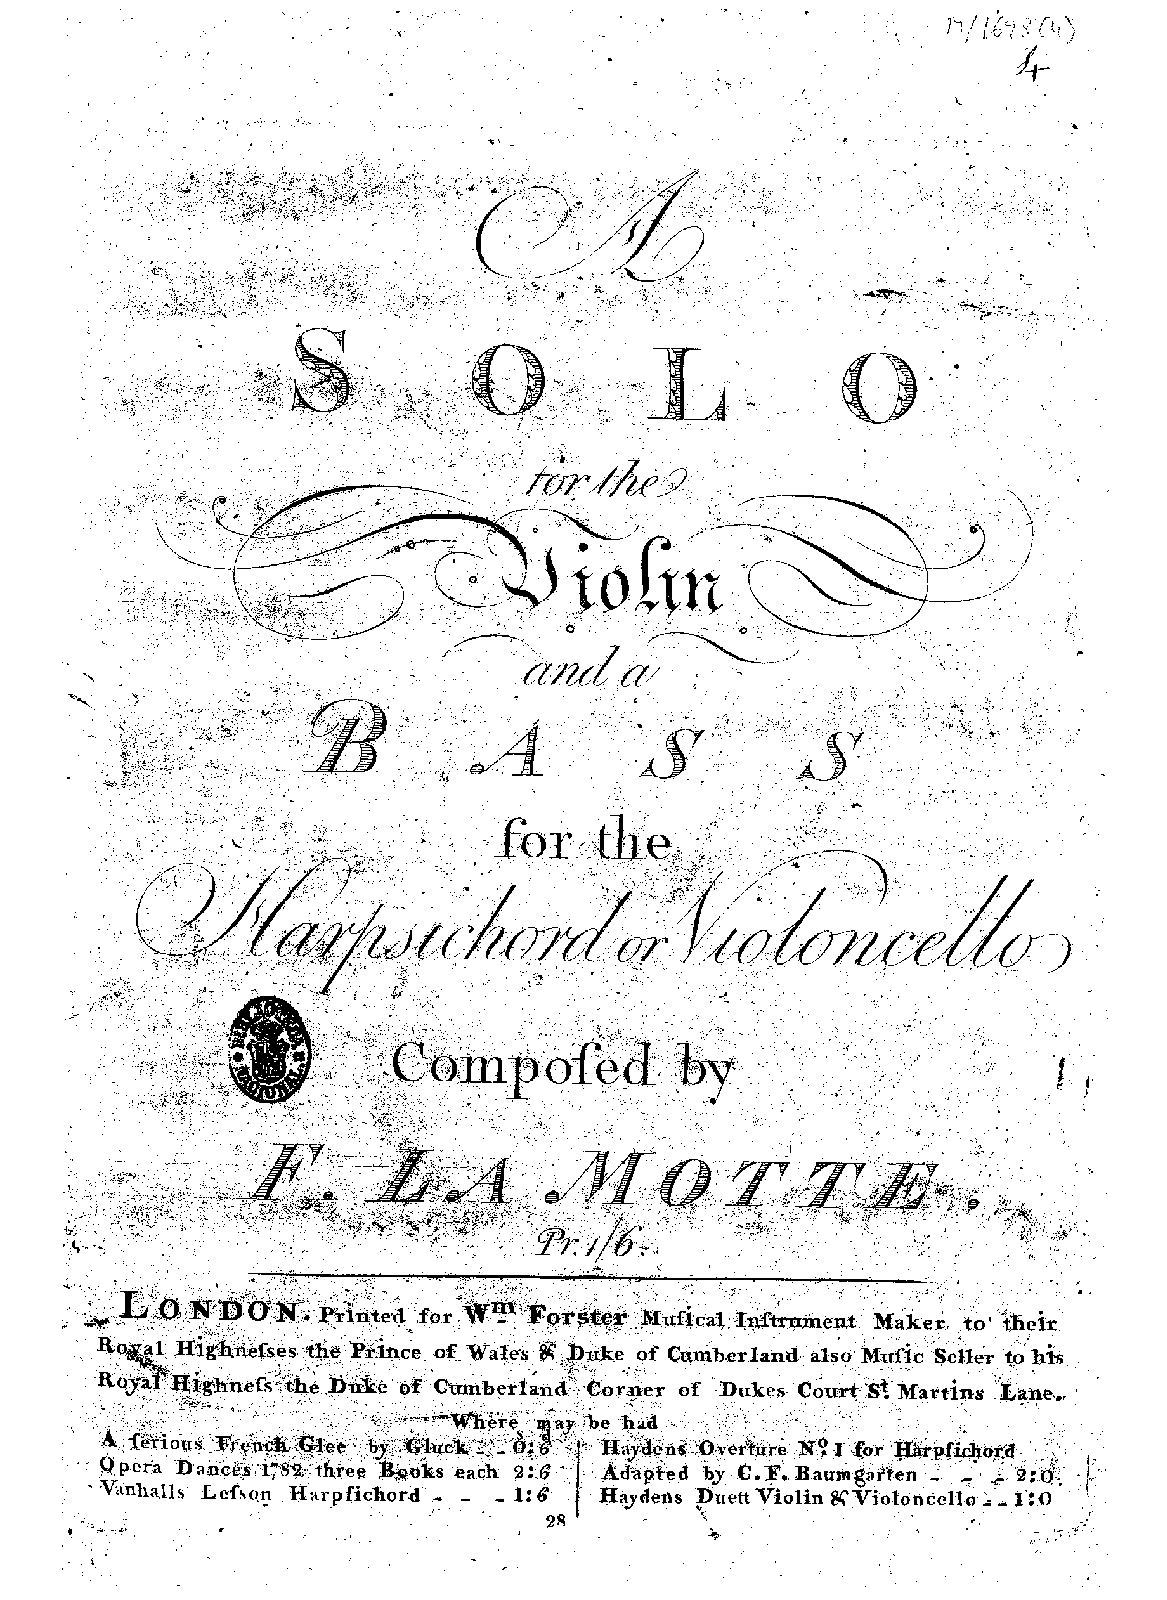 M/1698(4)
4
A
SOLO
for the
Violin
and a
BASS
for the
Harpsichord or Violoncello
Compoſed by
F. LA MOTTE.
Pr. 1/6.
LONDON. Printed for Wm Forster Muſical Inſtrument Maker to their
Royal Highneſses the Prince of Wales & Duke of Cumberland also Muſic Seller to his
Royal Highneſs the Duke of Cumberland Corner of Dukes Court St. Martins Lane.
Where may be had
s d
A ſerious French Glee by Gluck - - 0:6
Opera Dances 1782 three Books each 2:6
Vanhalls Leſson Harpſichord - - - 1:6
Haydens Overture No. I for Harpſichord
Adapted by C. F. Baumgarten - - - 2:0
Haydens Duett Violin & Violoncello - - 1:0
28